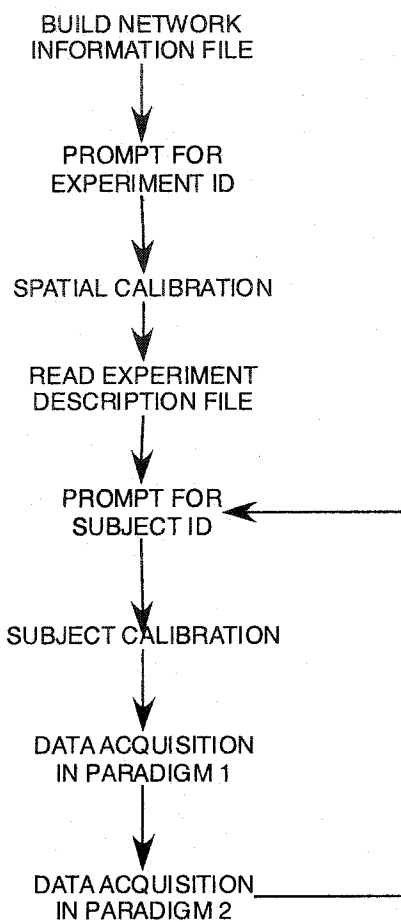 BUILD NETWORK
INFORMATION FILE
PROMPT FOR
EXPERIMENT ID
SPATIAL CALIBRATION
READ EXPERIMENT
DESCRIPTION FILE
PROMPT FOR
SUBJECT ID
SUBJECT CALIBRATION
DATA ACQUISITION
IN PARADIGM 1
DATA ACQUISITION
IN PARADIGM 2